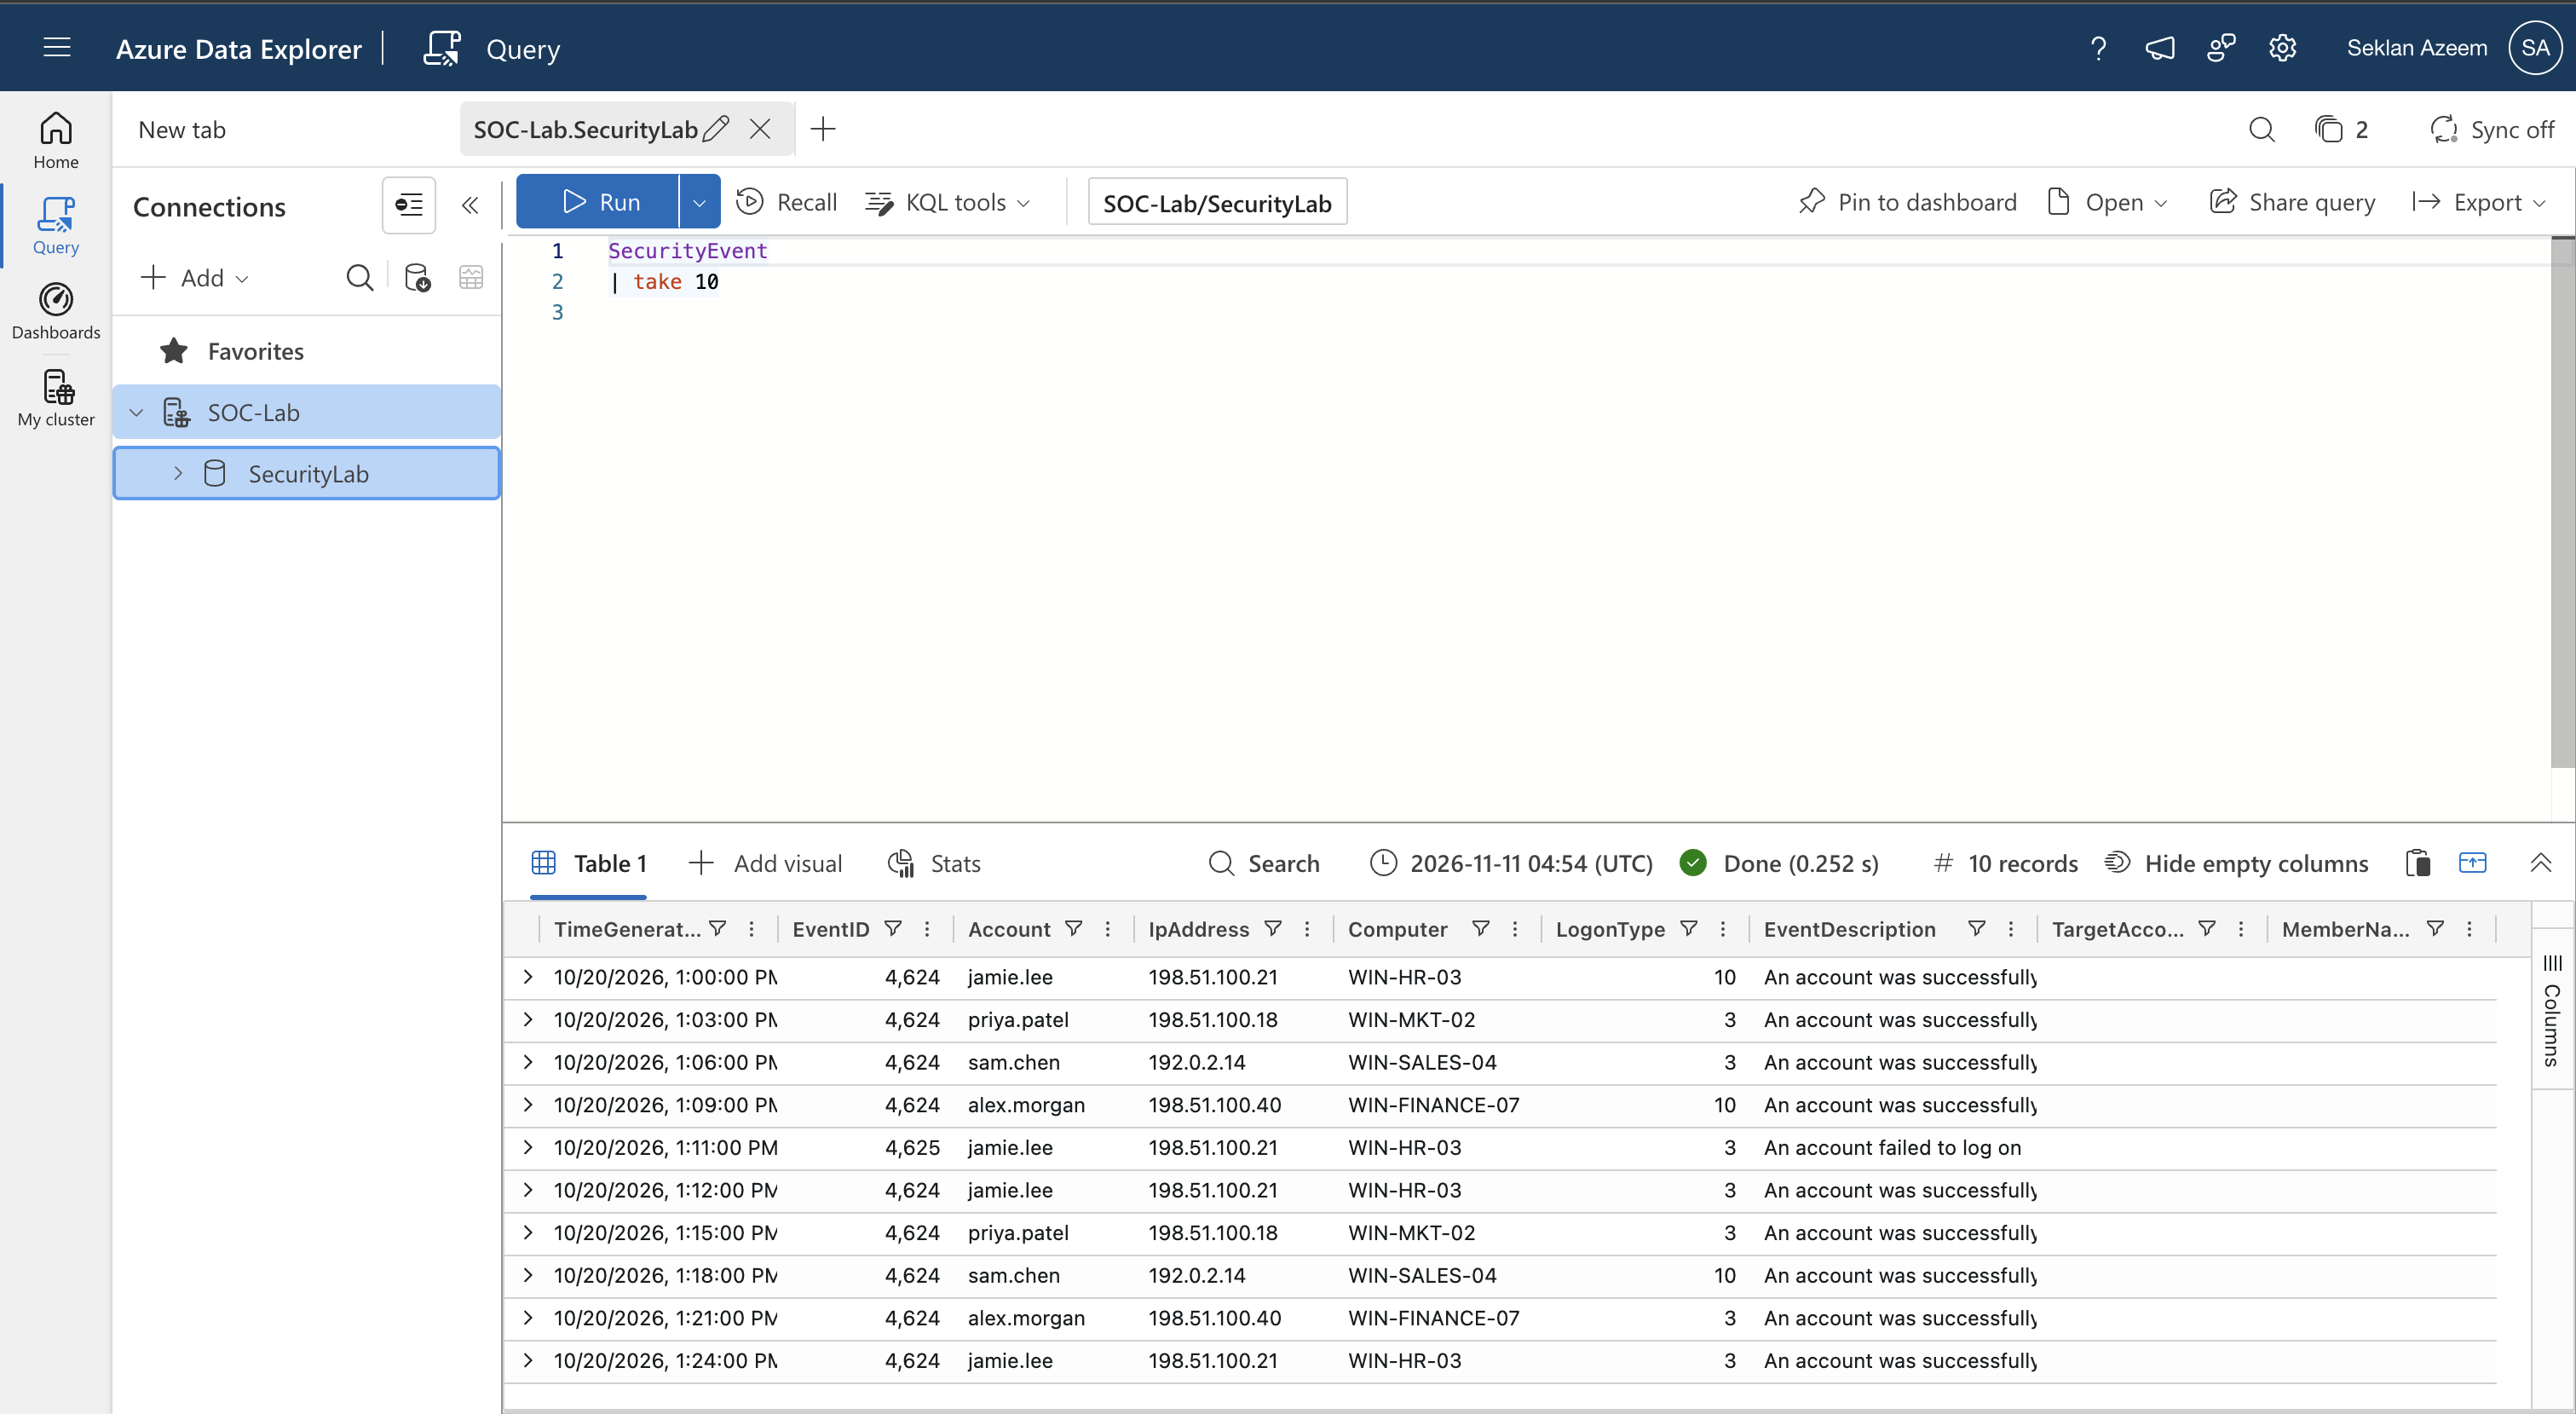 Azure Data Explorer | Query
? Seklan Azeem SA
Home
Query
Dashboards
My cluster
New tab
SOC-Lab.SecurityLab
2 Sync off
Connections
Add
Favorites
SOC-Lab
SecurityLab
Run Recall KQL tools SOC-Lab/SecurityLab Pin to dashboard Open Share query Export
1 SecurityEvent
2 | take 10
3
Table 1 Add visual Stats Search 2026-11-11 04:54 (UTC) Done (0.252 s) # 10 records Hide empty columns
TimeGenerat... EventID Account IpAddress Computer LogonType EventDescription TargetAcco... MemberNa...
10/20/2026, 1:00:00 PM 4,624 jamie.lee 198.51.100.21 WIN-HR-03 10 An account was successfully
10/20/2026, 1:03:00 PM 4,624 priya.patel 198.51.100.18 WIN-MKT-02 3 An account was successfully
10/20/2026, 1:06:00 PM 4,624 sam.chen 192.0.2.14 WIN-SALES-04 3 An account was successfully
10/20/2026, 1:09:00 PM 4,624 alex.morgan 198.51.100.40 WIN-FINANCE-07 10 An account was successfully
10/20/2026, 1:11:00 PM 4,625 jamie.lee 198.51.100.21 WIN-HR-03 3 An account failed to log on
10/20/2026, 1:12:00 PM 4,624 jamie.lee 198.51.100.21 WIN-HR-03 3 An account was successfully
10/20/2026, 1:15:00 PM 4,624 priya.patel 198.51.100.18 WIN-MKT-02 3 An account was successfully
10/20/2026, 1:18:00 PM 4,624 sam.chen 192.0.2.14 WIN-SALES-04 10 An account was successfully
10/20/2026, 1:21:00 PM 4,624 alex.morgan 198.51.100.40 WIN-FINANCE-07 3 An account was successfully
10/20/2026, 1:24:00 PM 4,624 jamie.lee 198.51.100.21 WIN-HR-03 3 An account was successfully
Columns